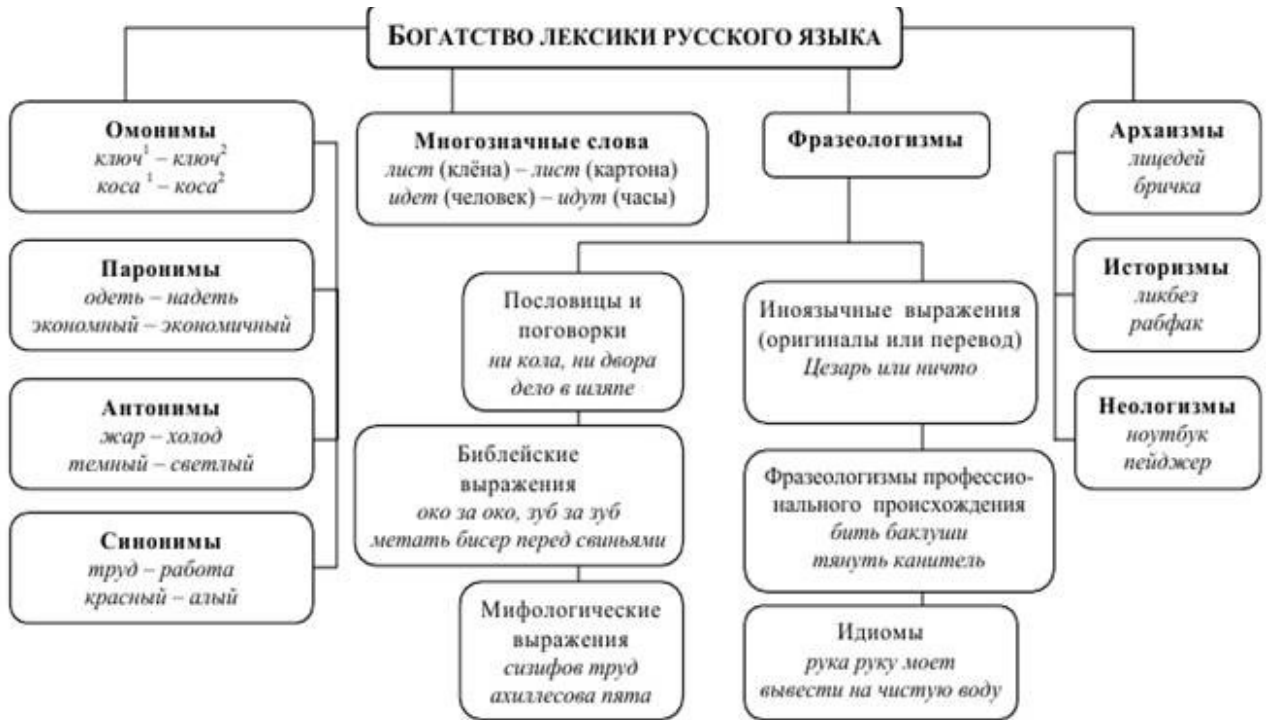 БОГАТСТВО ЛЕКСИКИ РУССКОГО ЯЗЫКА
Омонимы
ключ¹ – ключ²
коса ¹ – коса²
Паронимы
одеть – надеть
экономный – экономичный
Антонимы
жар – холод
темный – светлый
Синонимы
труд – работа
красный – алый
Многозначные слова
лист (клёна) – лист (картона)
идет (человек) – идут (часы)
Фразеологизмы
Пословицы и
поговорки
ни кола, ни двора
дело в шляпе
Библейские
выражения
око за око, зуб за зуб
метать бисер перед свиньями
Мифологические
выражения
сизифов труд
ахиллесова пята
Иноязычные выражения
(оригиналы или перевод)
Цезарь или ничто
Фразеологизмы профессио-
нального происхождения
бить баклуши
тянуть канитель
Идиомы
рука руку моет
вывести на чистую воду
Архаизмы
лицедей
бричка
Историзмы
ликбез
рабфак
Неологизмы
ноутбук
пейджер